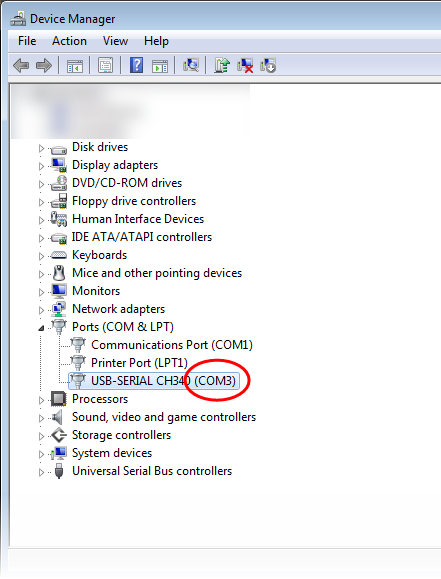 Device Manager
File Action View Help
Disk drives
Display adapters
DVD/CD-ROM drives
Floppy drive controllers
Human Interface Devices
IDE ATA/ATAPI controllers
Keyboards
Mice and other pointing devices
Monitors
Network adapters
Ports (COM & LPT)
Communications Port (COM1)
Printer Port (LPT1)
USB-SERIAL CH340 (COM3)
Processors
Sound, video and game controllers
Storage controllers
System devices
Universal Serial Bus controllers